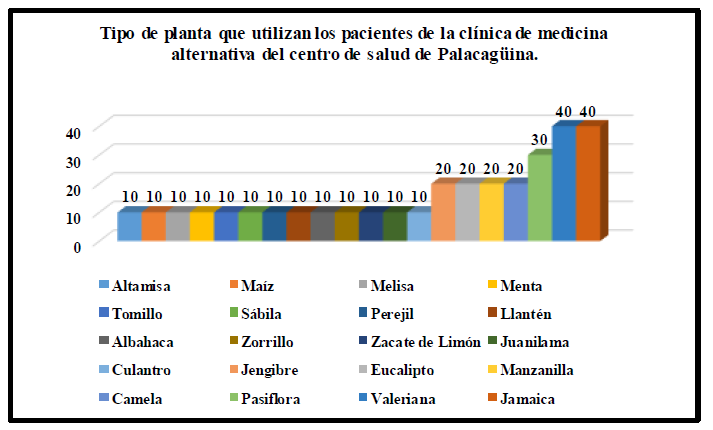 Tipo de planta que utilizan los pacientes de la clínica de medicina
alternativa del centro de salud de Palacagüina.
40 40
30
20 20 20 20
10 10 10 10 10 10 10 10 10 10 10 10 10
40
30
20
10
0
Altamisa Maíz Melisa Menta
Tomillo Sábila Perejil Llantén
Albahaca Zorrillo Zacate de Limón Juanilama
Culantro Jengibre Eucalipto Manzanilla
Camela Pasiflora Valeriana Jamaica